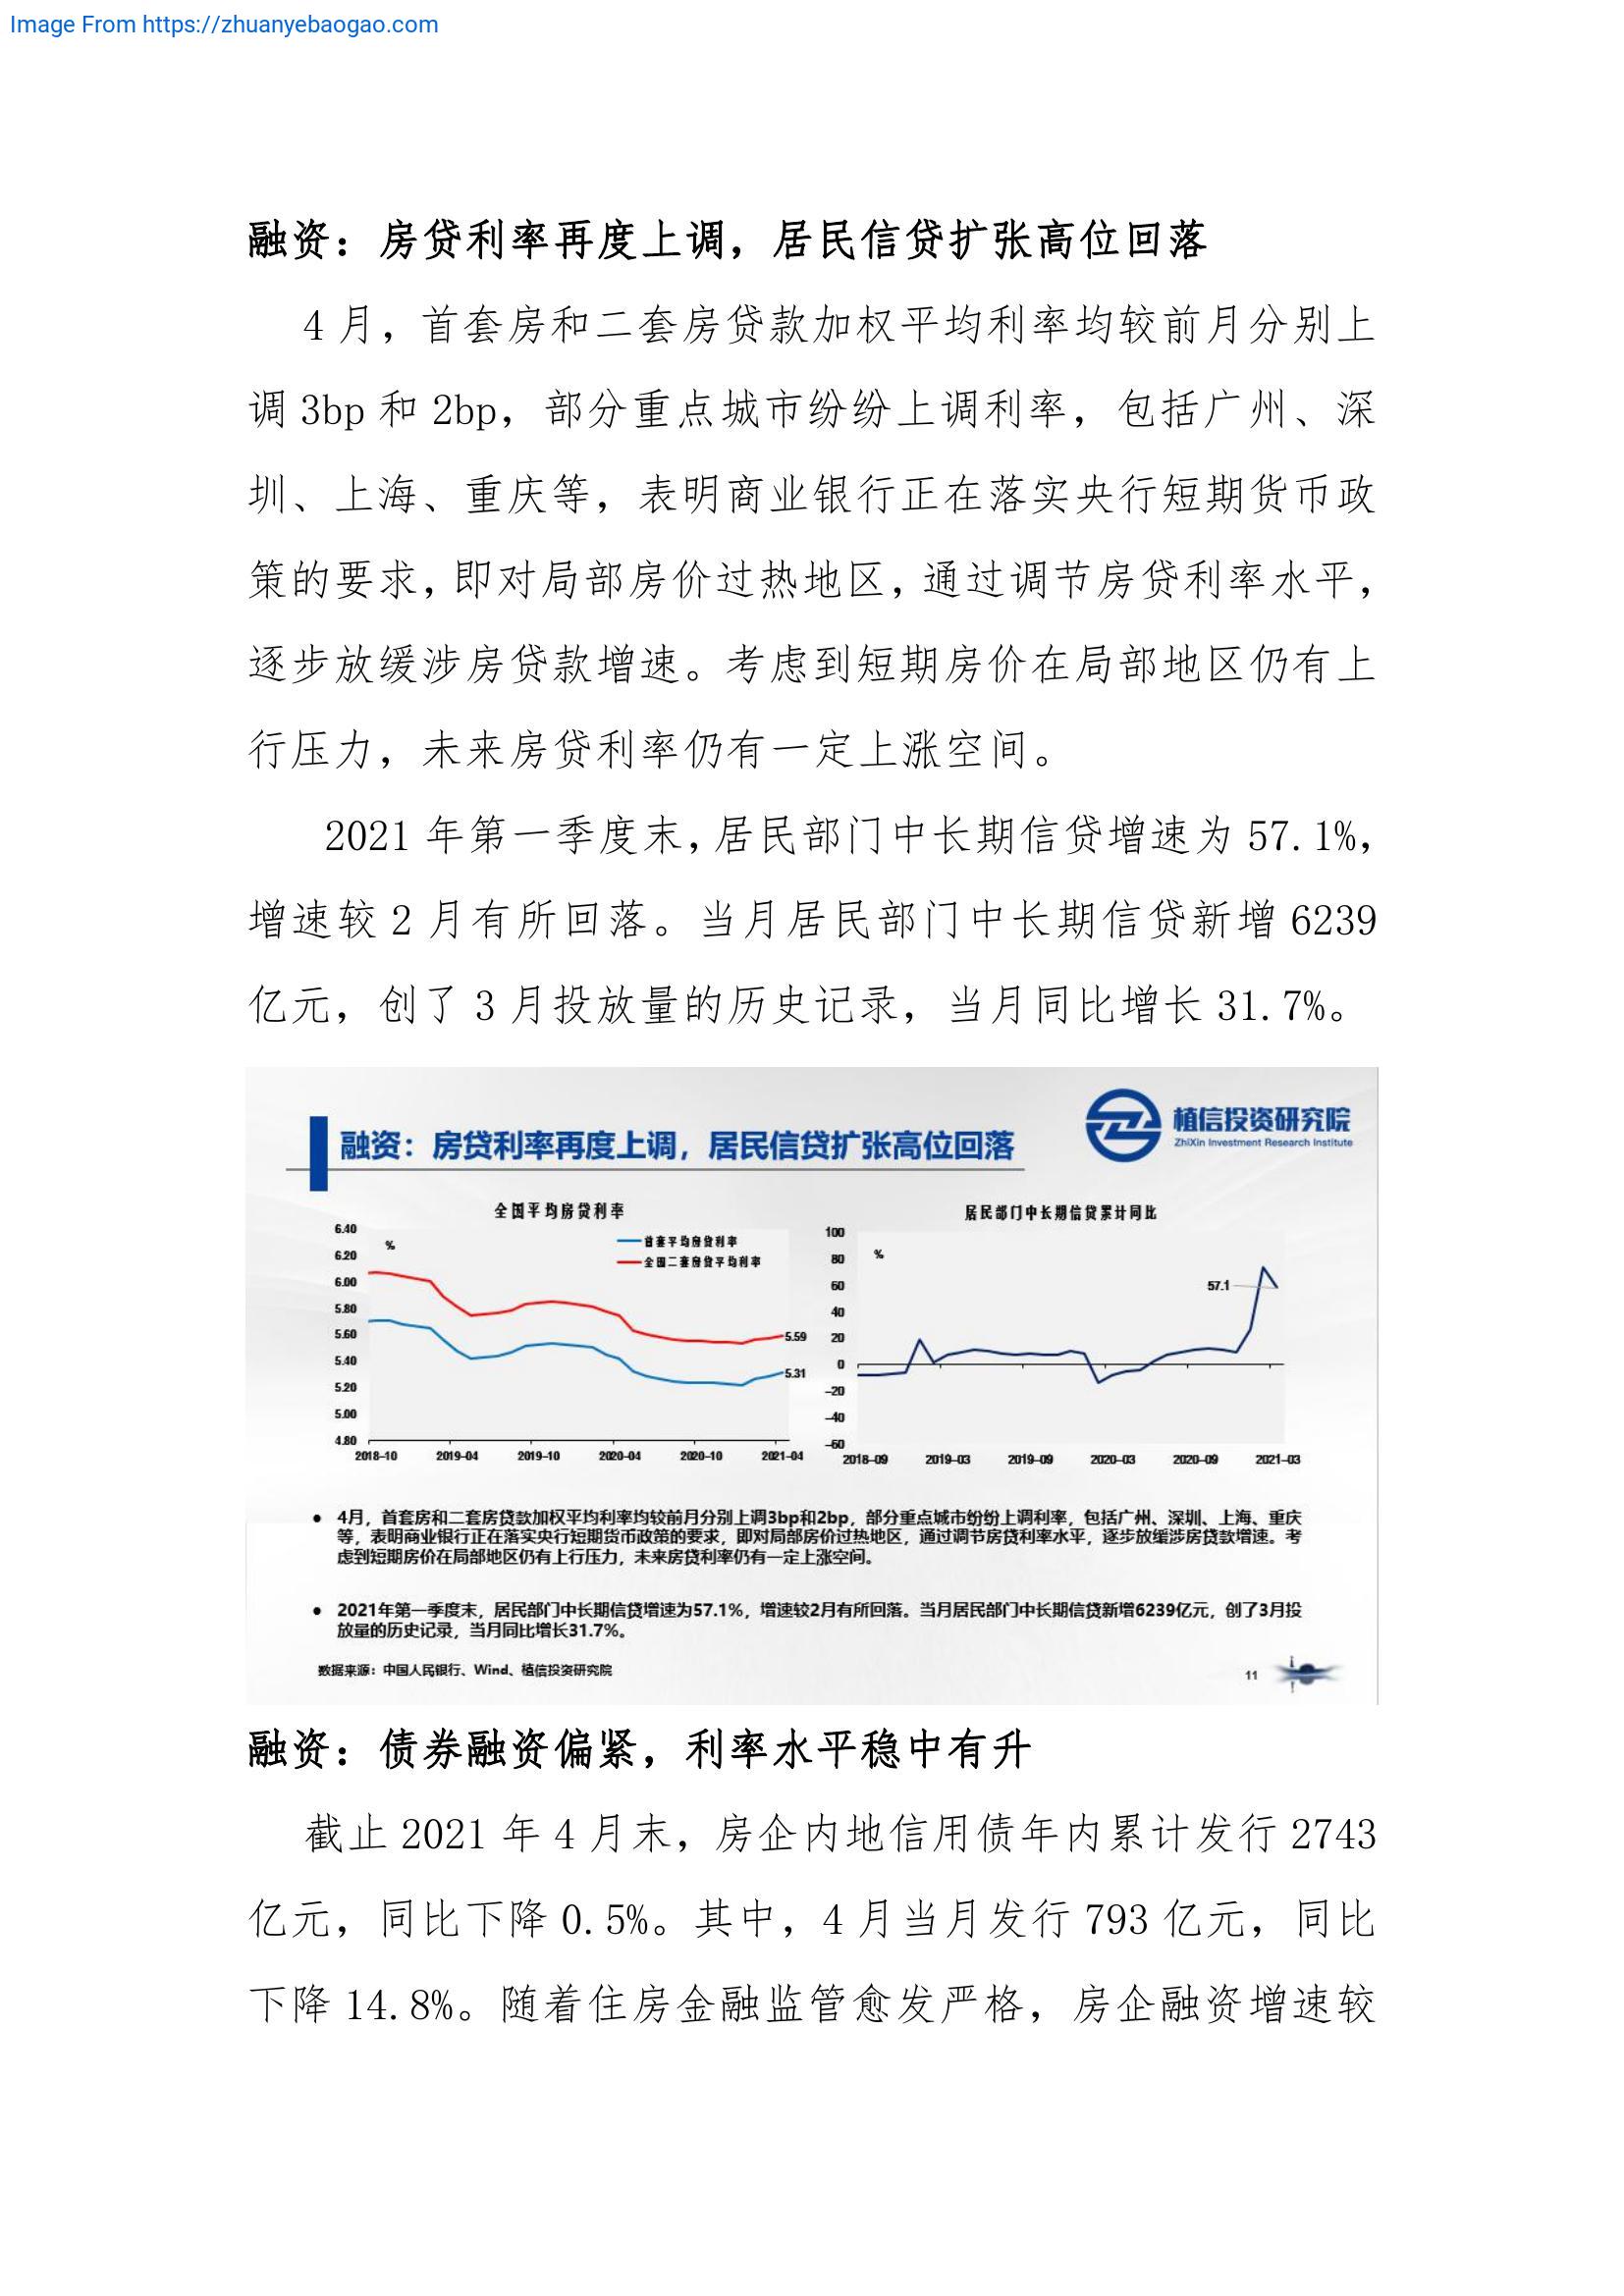 Image From https://zhuanyebaogao.com
融资：房贷利率再度上调，居民信贷扩张高位回落
4 月，首套房和二套房贷款加权平均利率均较前月分别上
调 3bp 和 2bp，部分重点城市纷纷上调利率，包括广州、深
圳、上海、重庆等，表明商业银行正在落实央行短期货币政
策的要求，即对局部房价过热地区，通过调节房贷利率水平，
逐步放缓涉房贷款增速。考虑到短期房价在局部地区仍有上
行压力，未来房贷利率仍有一定上涨空间。
2021 年第一季度末，居民部门中长期信贷增速为 57.1%，
增速较 2 月有所回落。当月居民部门中长期信贷新增 6239
亿元，创了 3 月投放量的历史记录，当月同比增长 31.7%。
植信投资研究院
ZhiXin Investment Research Institute
融资：房贷利率再度上调，居民信贷扩张高位回落
全国平均房贷利率
%
首套平均房贷利率
全国二套房贷平均利率
6.40
6.20
6.00
5.80
5.60
5.40
5.20
5.00
4.80
5.59
5.31
2018-10 2019-04 2019-10 2020-04 2020-10 2021-04
居民部门中长期信贷累计同比
%
100
80
60
40
20
0
-20
-40
-60
57.1
2018-09 2019-03 2019-09 2020-03 2020-09 2021-03
● 4月，首套房和二套房贷款加权平均利率均较前月分别上调3bp和2bp，部分重点城市纷纷上调利率，包括广州、深圳、上海、重庆
等，表明商业银行正在落实央行短期货币政策的要求，即对局部房价过热地区，通过调节房贷利率水平，逐步放缓涉房贷款增速。考
虑到短期房价在局部地区仍有上行压力，未来房贷利率仍有一定上涨空间。
● 2021年第一季度末，居民部门中长期信贷增速为57.1%，增速较2月有所回落。当月居民部门中长期信贷新增6239亿元，创了3月投
放量的历史记录，当月同比增长31.7%。
数据来源：中国人民银行、Wind、植信投资研究院
11
融资：债券融资偏紧，利率水平稳中有升
截止 2021 年 4 月末，房企内地信用债年内累计发行 2743
亿元，同比下降 0.5%。其中，4 月当月发行 793 亿元，同比
下降 14.8%。随着住房金融监管愈发严格，房企融资增速较